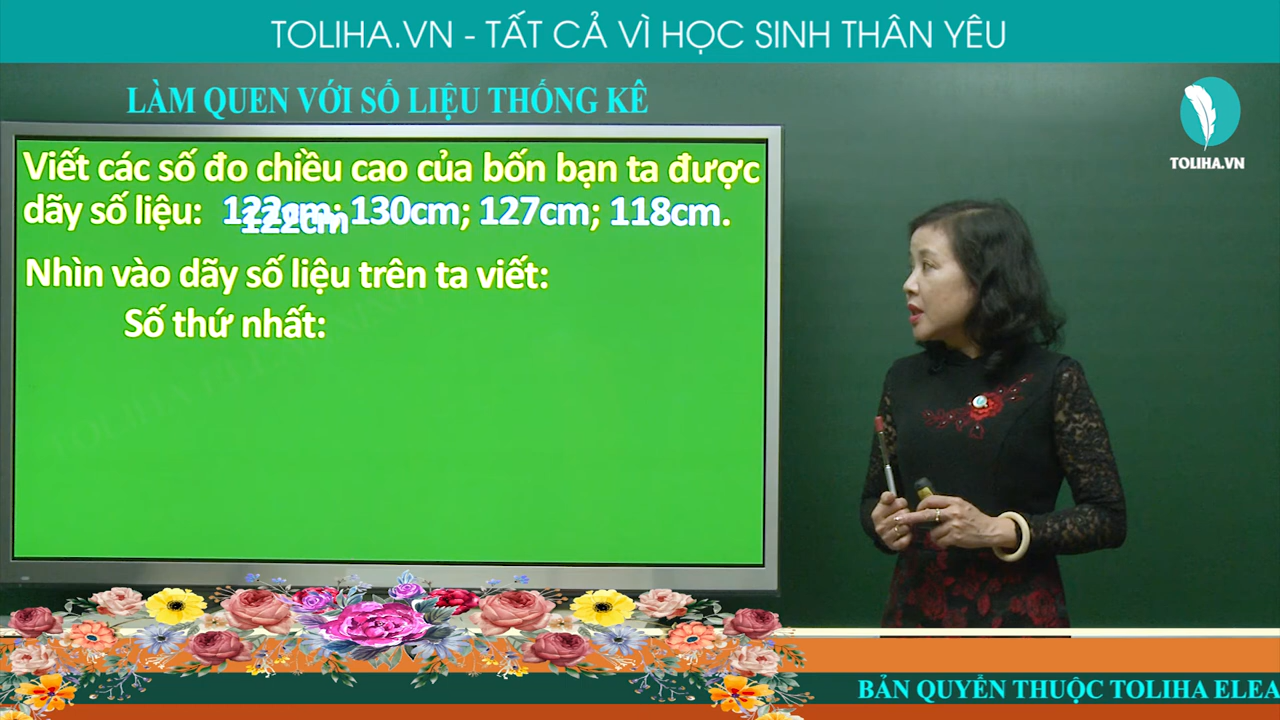 TOLIHA.VN - TẤT CẢ VÌ HỌC SINH THÂN YÊU
LÀM QUEN VỚI SỐ LIỆU THỐNG KÊ
TOLIHA.VN
Viết các số đo chiều cao của bốn bạn ta được
dãy số liệu: 122cm; 130cm; 127cm; 118cm.
122cm
Nhìn vào dãy số liệu trên ta viết:
Số thứ nhất:
BẢN QUYỀN THUỘC TOLIHA ELEA